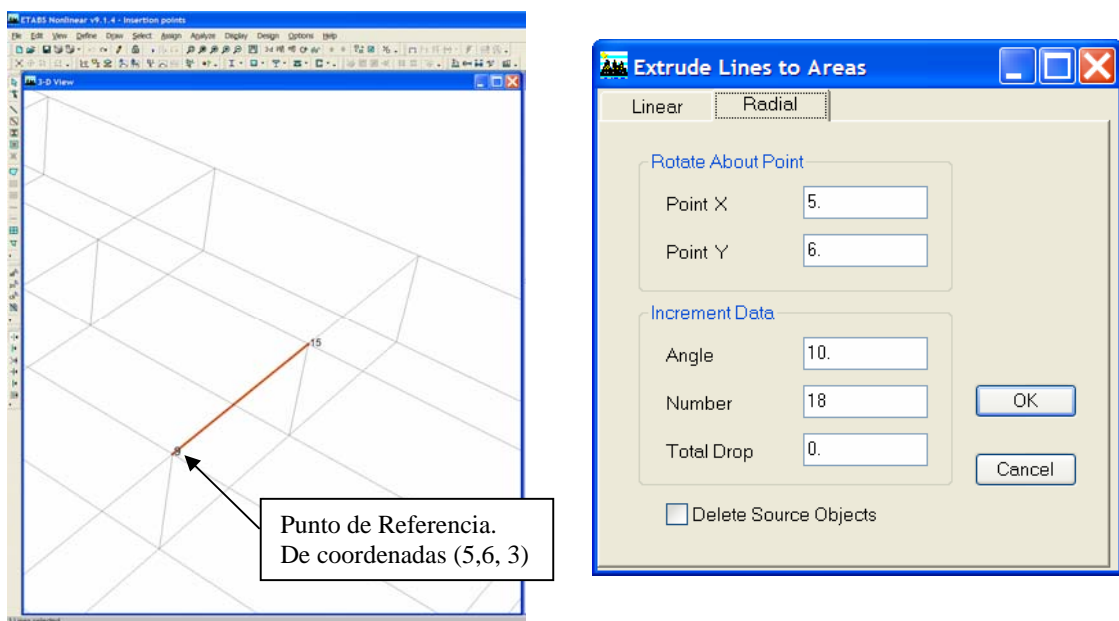 ETABS Nonlinear v9.1.4 - Insertion points
File Edit View Define Draw Select Assign Analyze Display Design Options Help
3-D View
15
9
Punto de Referencia.
De coordenadas (5,6, 3)
Extrude Lines to Areas
Linear Radial
Rotate About Point
Point X 5.
Point Y 6.
Increment Data
Angle 10.
Number 18
Total Drop 0.
OK
Cancel
Delete Source Objects